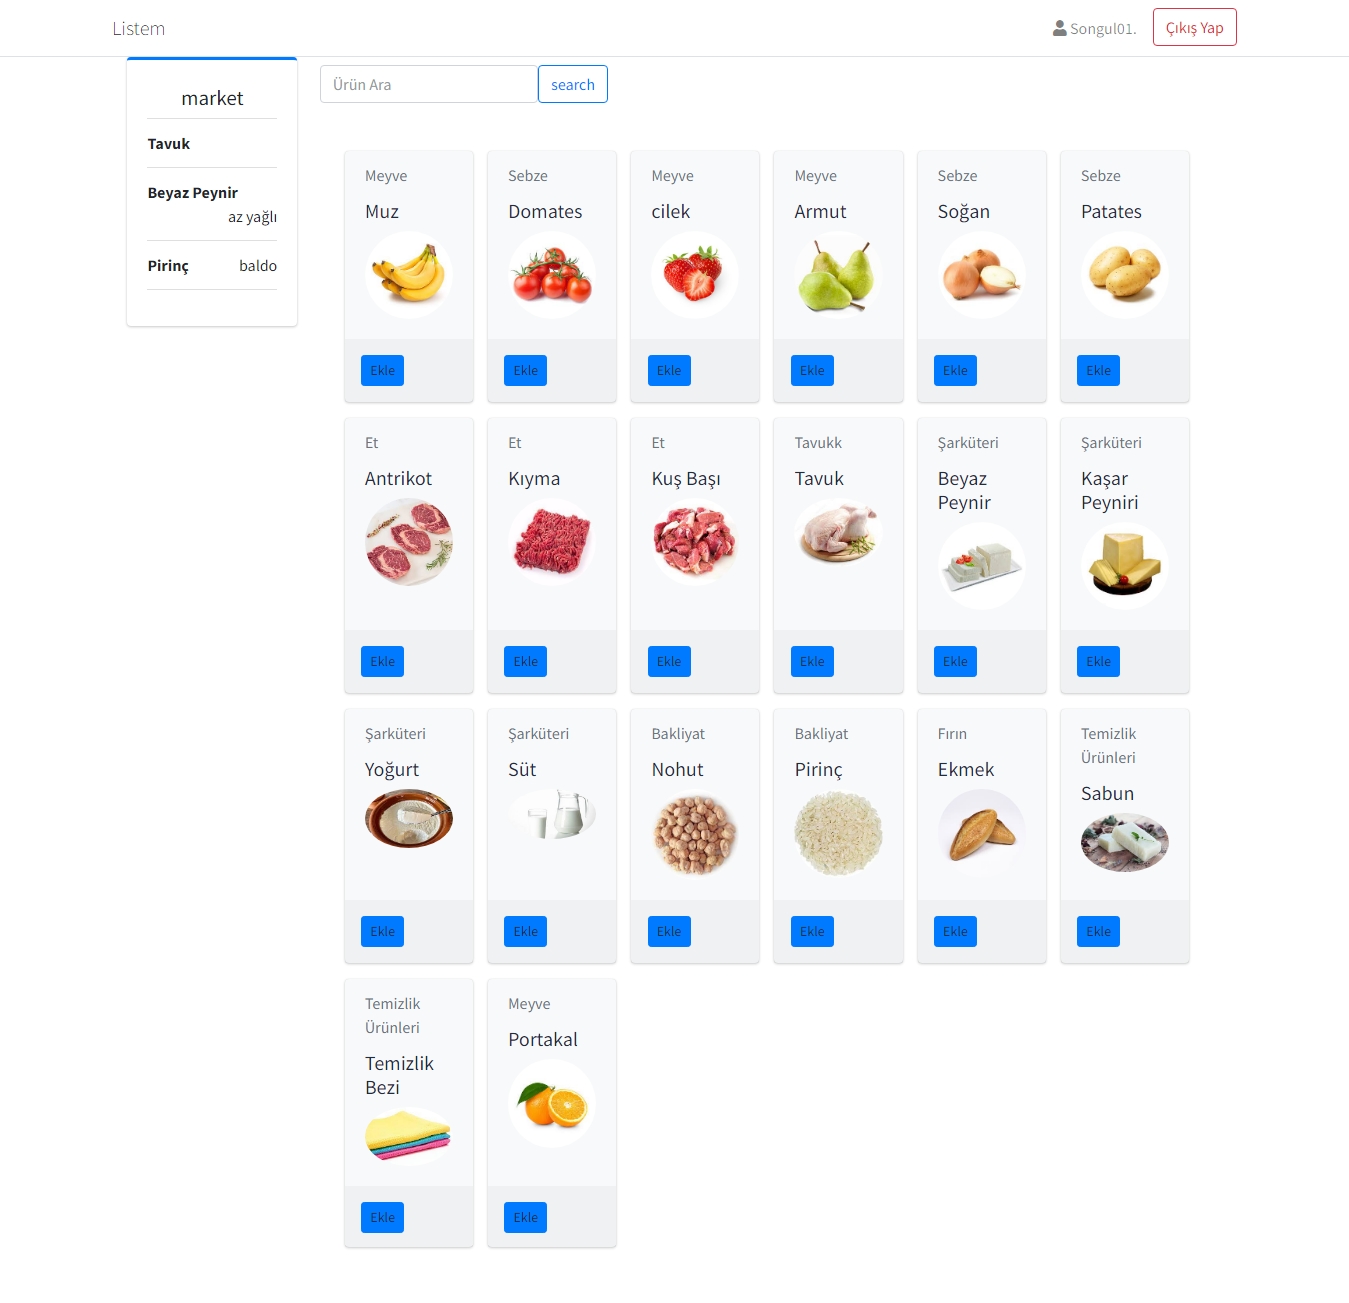 Listem
Songul01.
Çıkış Yap
market
Tavuk
Beyaz Peynir
az yağlı
Pirinç baldo
Ürün Ara
search
Meyve
Muz
Ekle
Sebze
Domates
Ekle
Meyve
cilek
Ekle
Meyve
Armut
Ekle
Sebze
Soğan
Ekle
Sebze
Patates
Ekle
Et
Antrikot
Ekle
Et
Kıyma
Ekle
Et
Kuş Başı
Ekle
Tavukk
Tavuk
Ekle
Şarküteri
Beyaz
Peynir
Ekle
Şarküteri
Kaşar
Peyniri
Ekle
Şarküteri
Yoğurt
Ekle
Şarküteri
Süt
Ekle
Bakliyat
Nohut
Ekle
Bakliyat
Pirinç
Ekle
Fırın
Ekmek
Ekle
Temizlik
Ürünleri
Sabun
Ekle
Temizlik
Ürünleri
Temizlik
Bezi
Ekle
Meyve
Portakal
Ekle